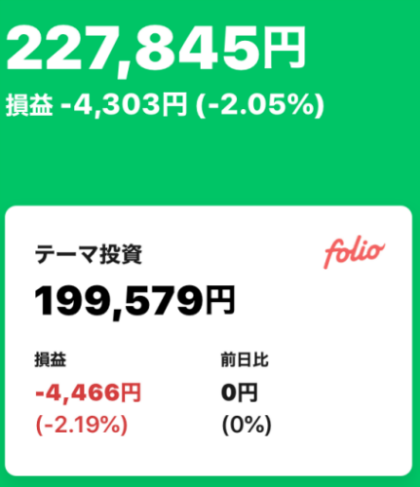 227,845円
損益 -4,303円 (-2.05%)
テーマ投資
folio
199,579円
損益
前日比
-4,466円
0円
(-2.19%)
(0%)